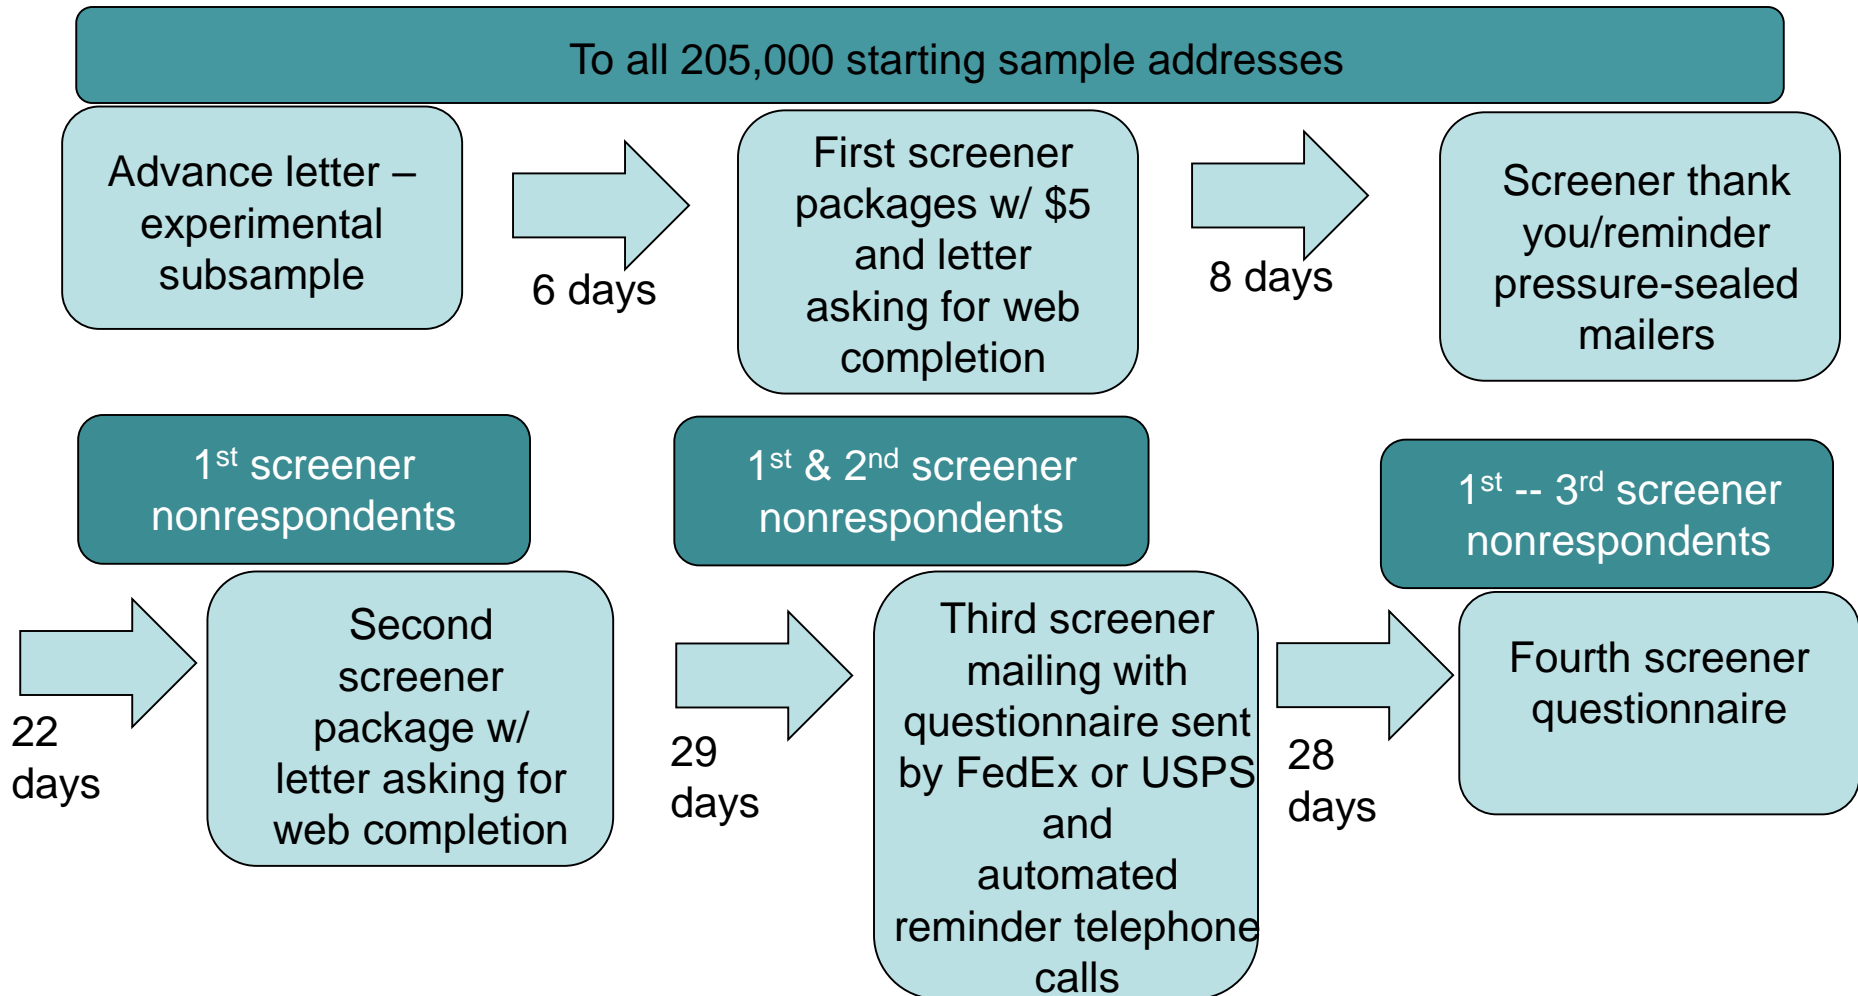 To all 205,000 starting sample addresses
Advance letter –
experimental
subsample
6 days
First screener
packages w/ $5
and letter
asking for web
completion
8 days
Screener thank
you/reminder
pressure-sealed
mailers
1st screener
nonrespondents
22
days
Second
screener
package w/
letter asking for
web completion
1st & 2nd screener
nonrespondents
29
days
Third screener
mailing with
questionnaire sent
by FedEx or USPS
and
automated
reminder telephone
calls
1st -- 3rd screener
nonrespondents
28
days
Fourth screener
questionnaire